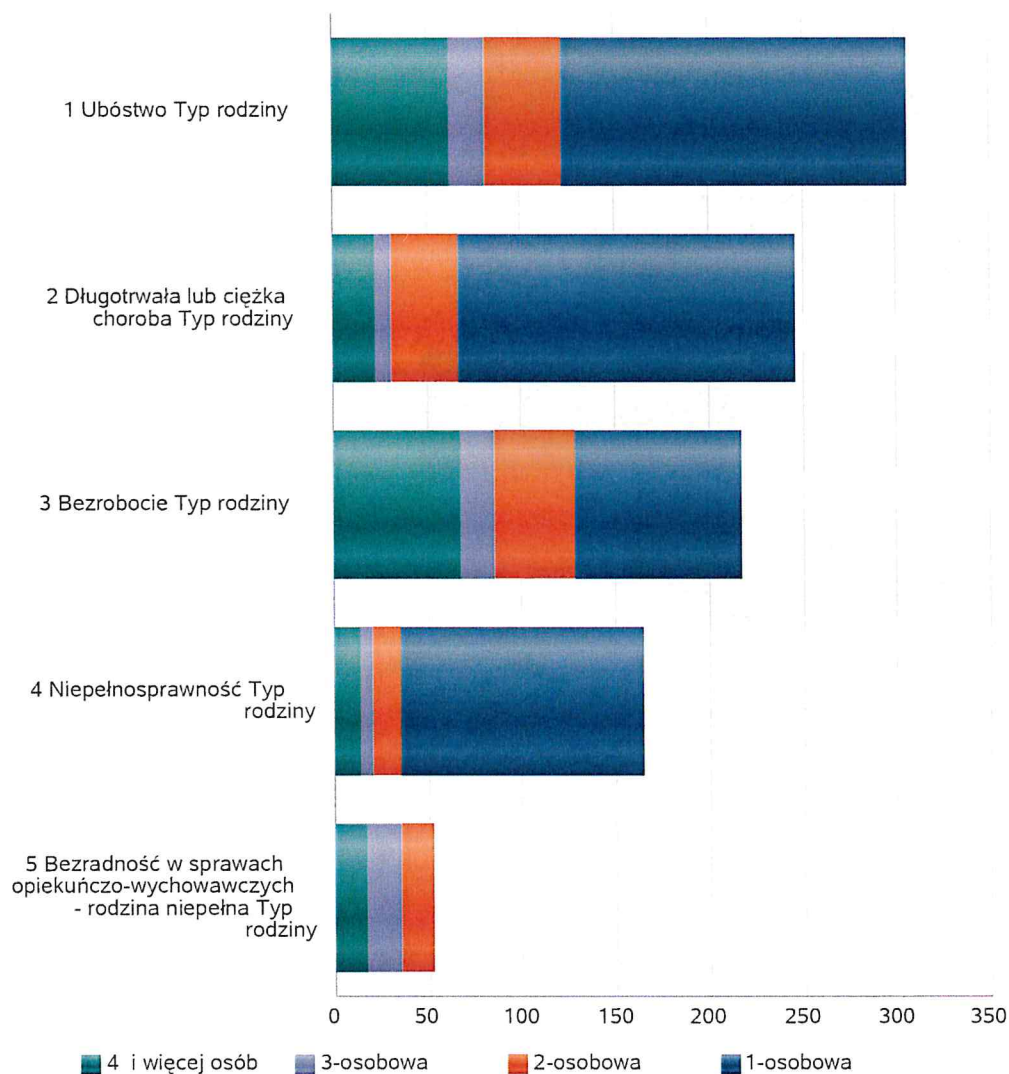 1 Ubóstwo Typ rodziny
2 Długotrwała lub ciężka
choroba Typ rodziny
3 Bezrobocie Typ rodziny
4 Niepełnosprawność Typ
rodziny
5 Bezradność w sprawach
opiekuńczo-wychowawczych
- rodzina niepełna Typ
rodziny
0 50 100 150 200 250 300 350
4 i więcej osób 3-osobowa 2-osobowa 1-osobowa